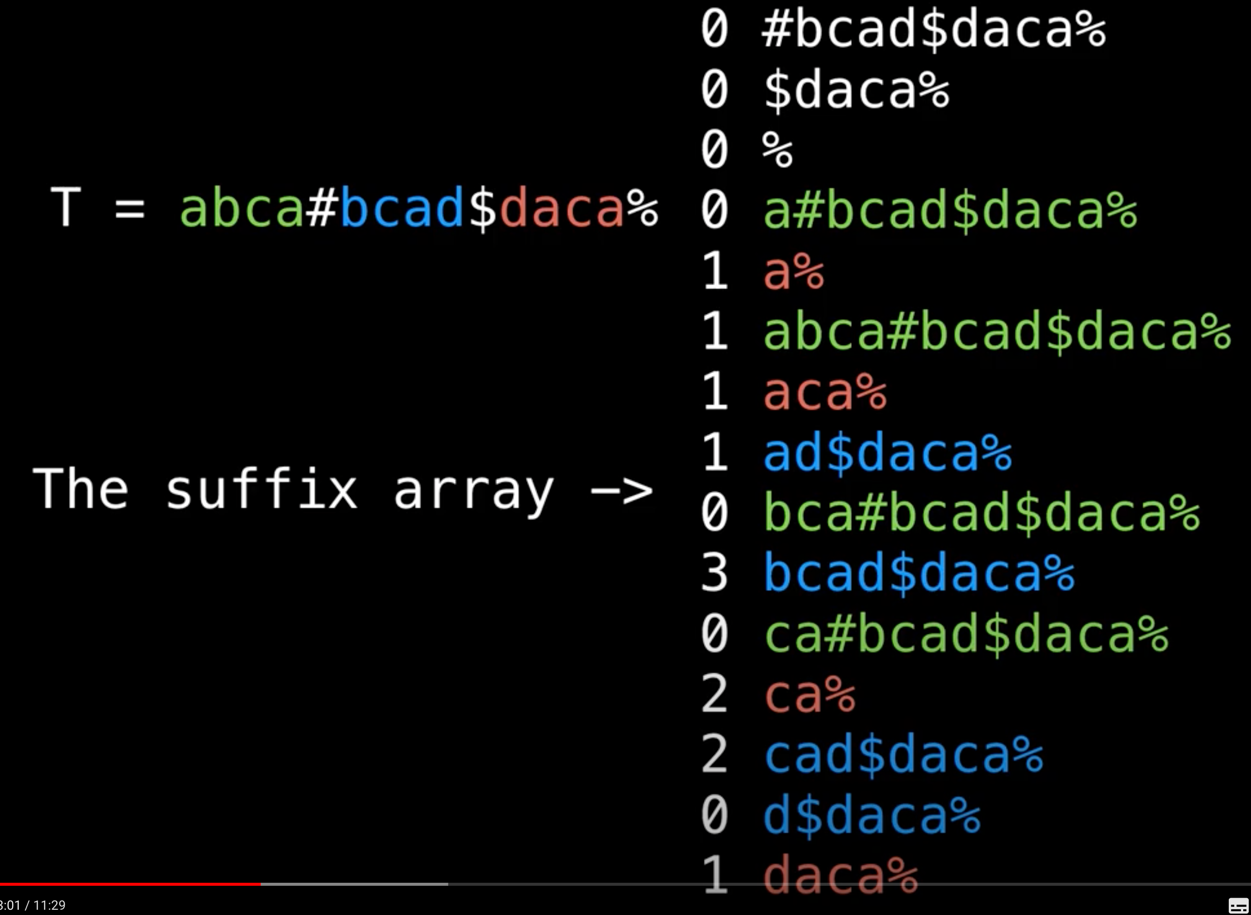 0 #bcad$daca%
0 $daca%
0 %
T = abca#bcad$daca%
0 a#bcad$daca%
1 a%
1 abca#bcad$daca%
1 aca%
1 ad$daca%
The suffix array –>
0 bca#bcad$daca%
3 bcad$daca%
0 ca#bcad$daca%
2 ca%
2 cad$daca%
0 d$daca%
1 daca%
3:01 / 11:29